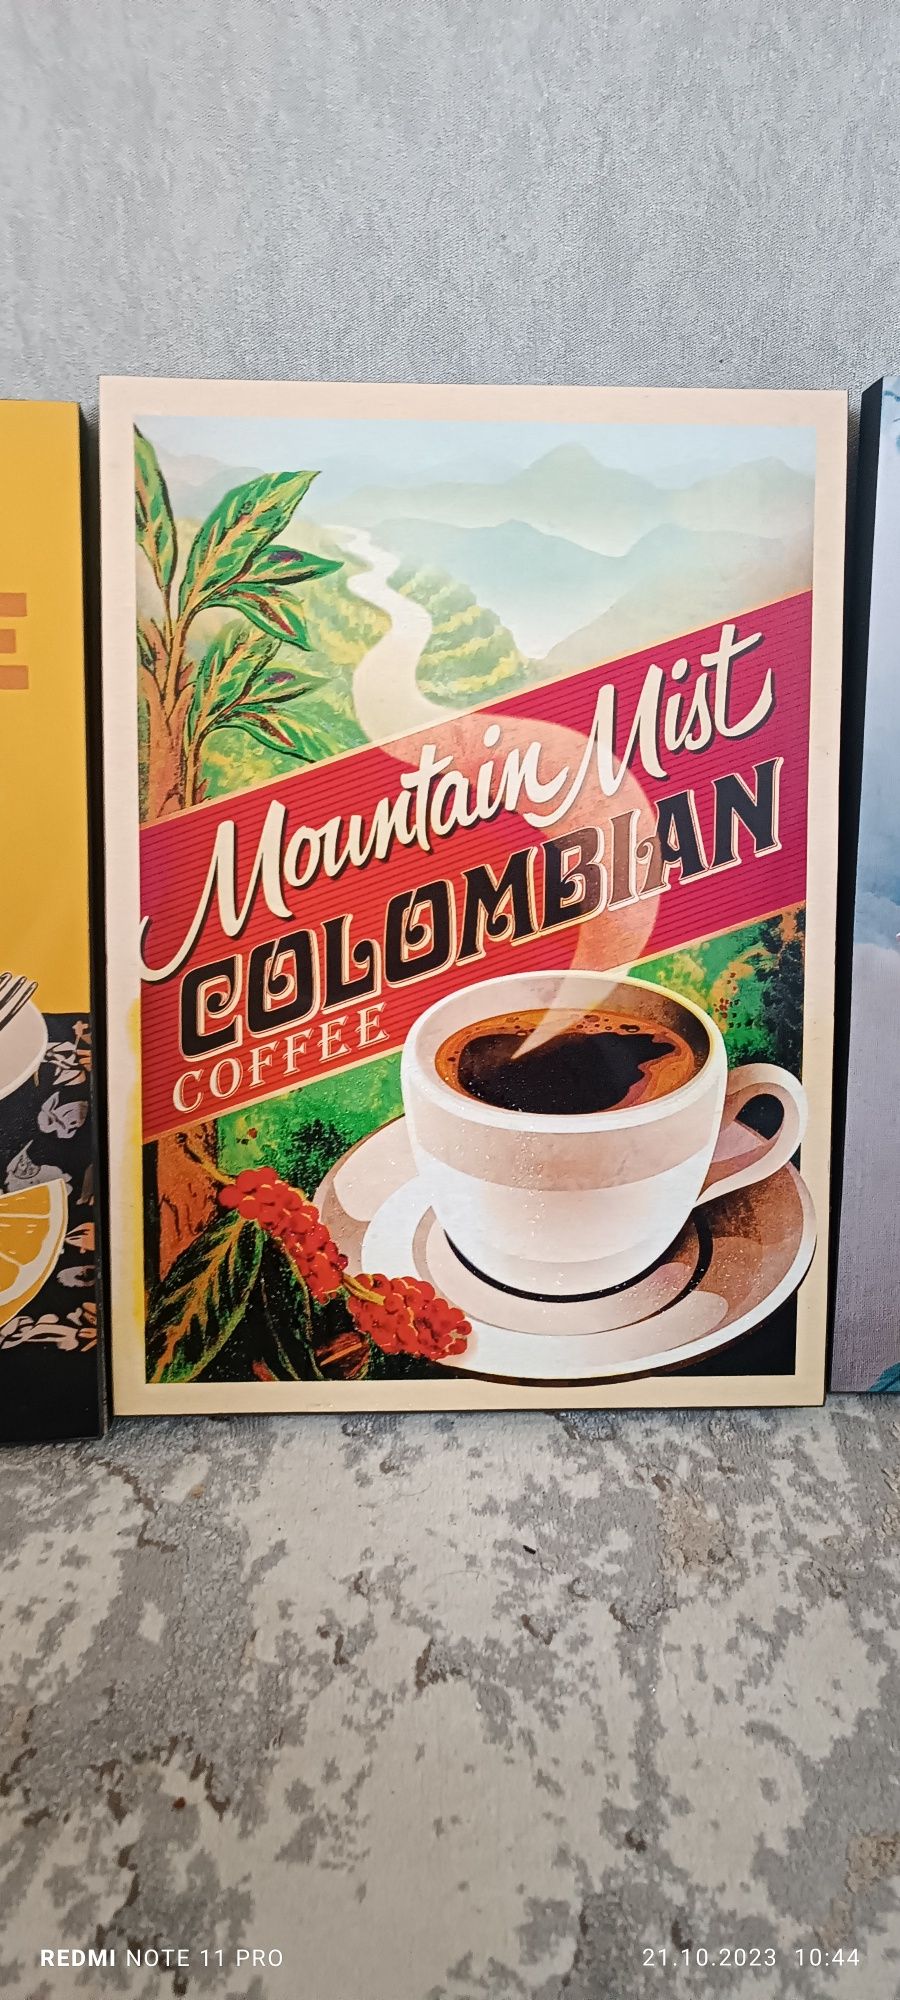 Mountain Mist
COLOMBIAN
COFFEE
E
REDMI NOTE 11 PRO
21.10.2023 10:44